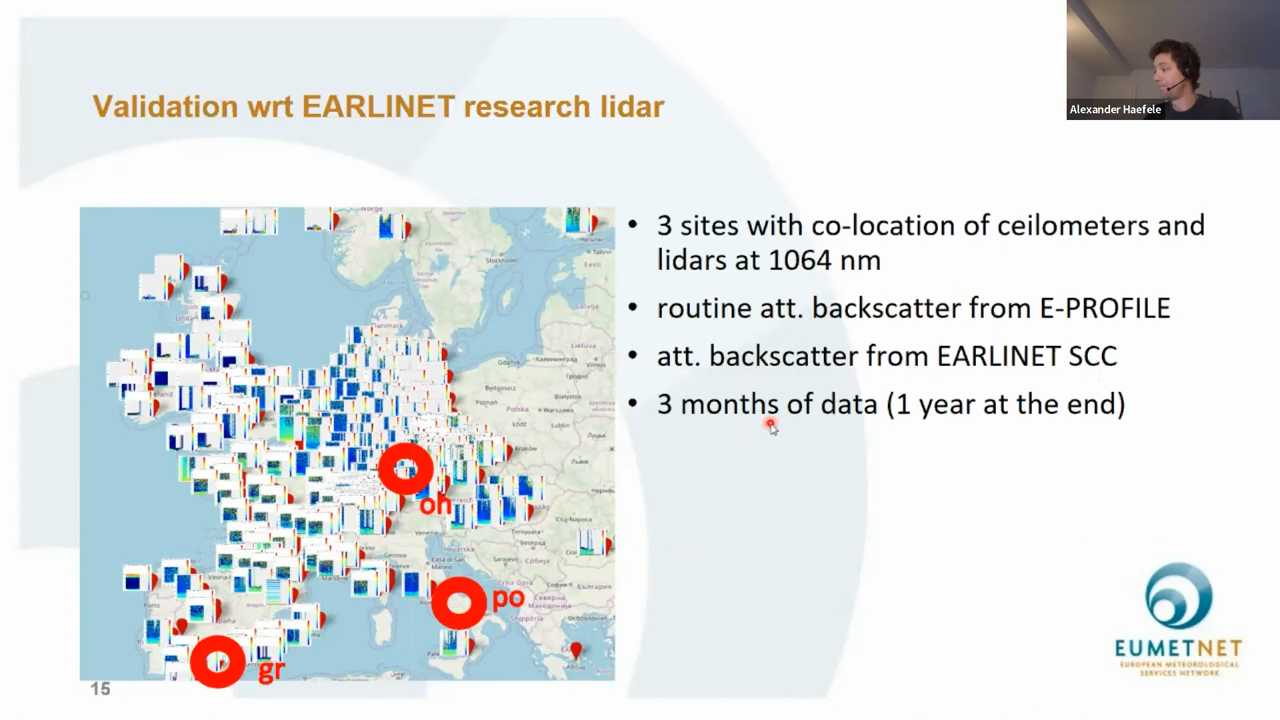 Alexander Haefele
Validation wrt EARLINET research lidar
• 3 sites with co-location of ceilometers and
lidars at 1064 nm
• routine att. backscatter from E-PROFILE
• att. backscatter from EARLINET SCC
• 3 months of data (1 year at the end)
oh
po
gr
EUMETNET
EUROPEAN METEOROLOGICAL
SERVICES NETWORK
15